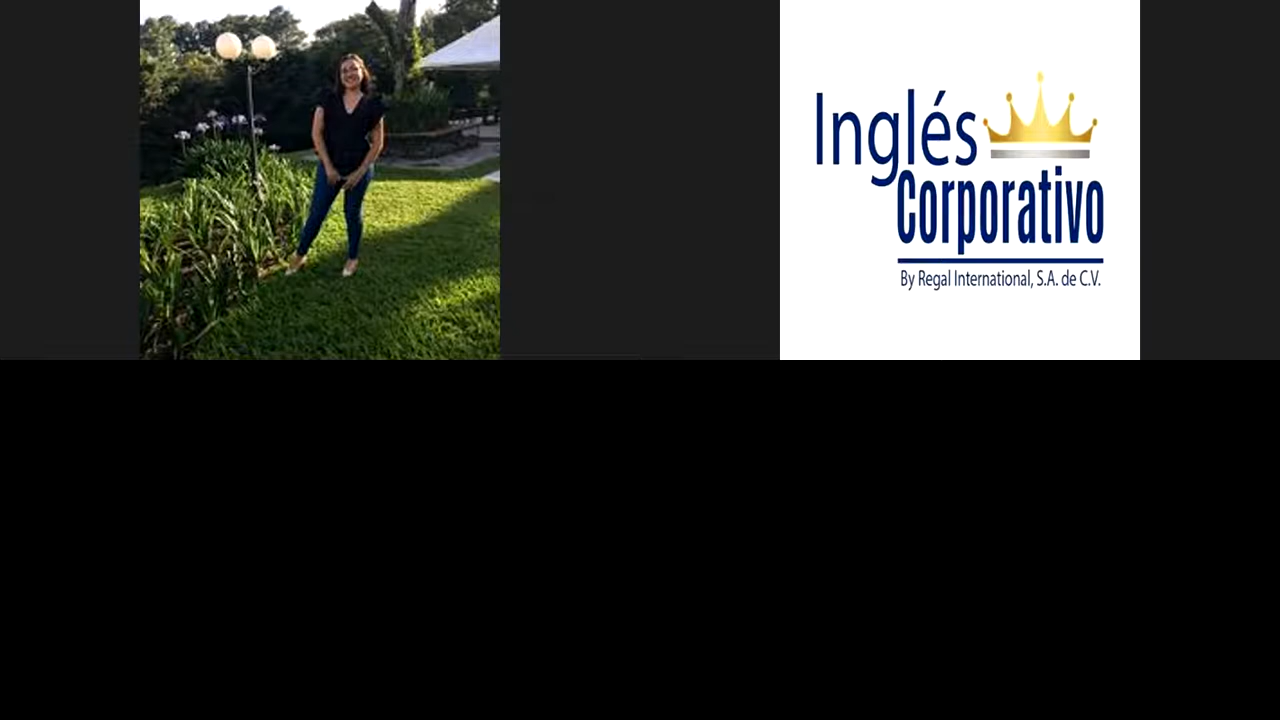 Inglés
Corporativo
By Regal International, S.A. de C.V.